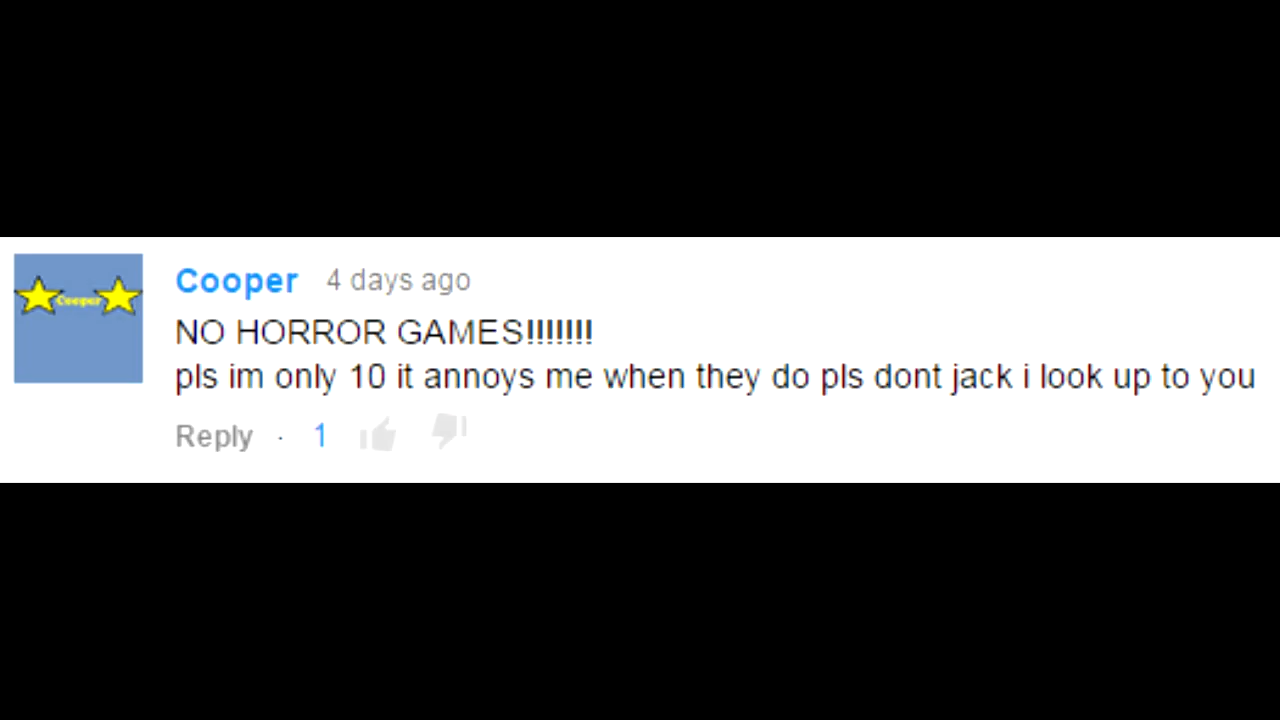 Cooper
Cooper 4 days ago
NO HORROR GAMES!!!!!!!
pls im only 10 it annoys me when they do pls dont jack i look up to you
Reply · 1